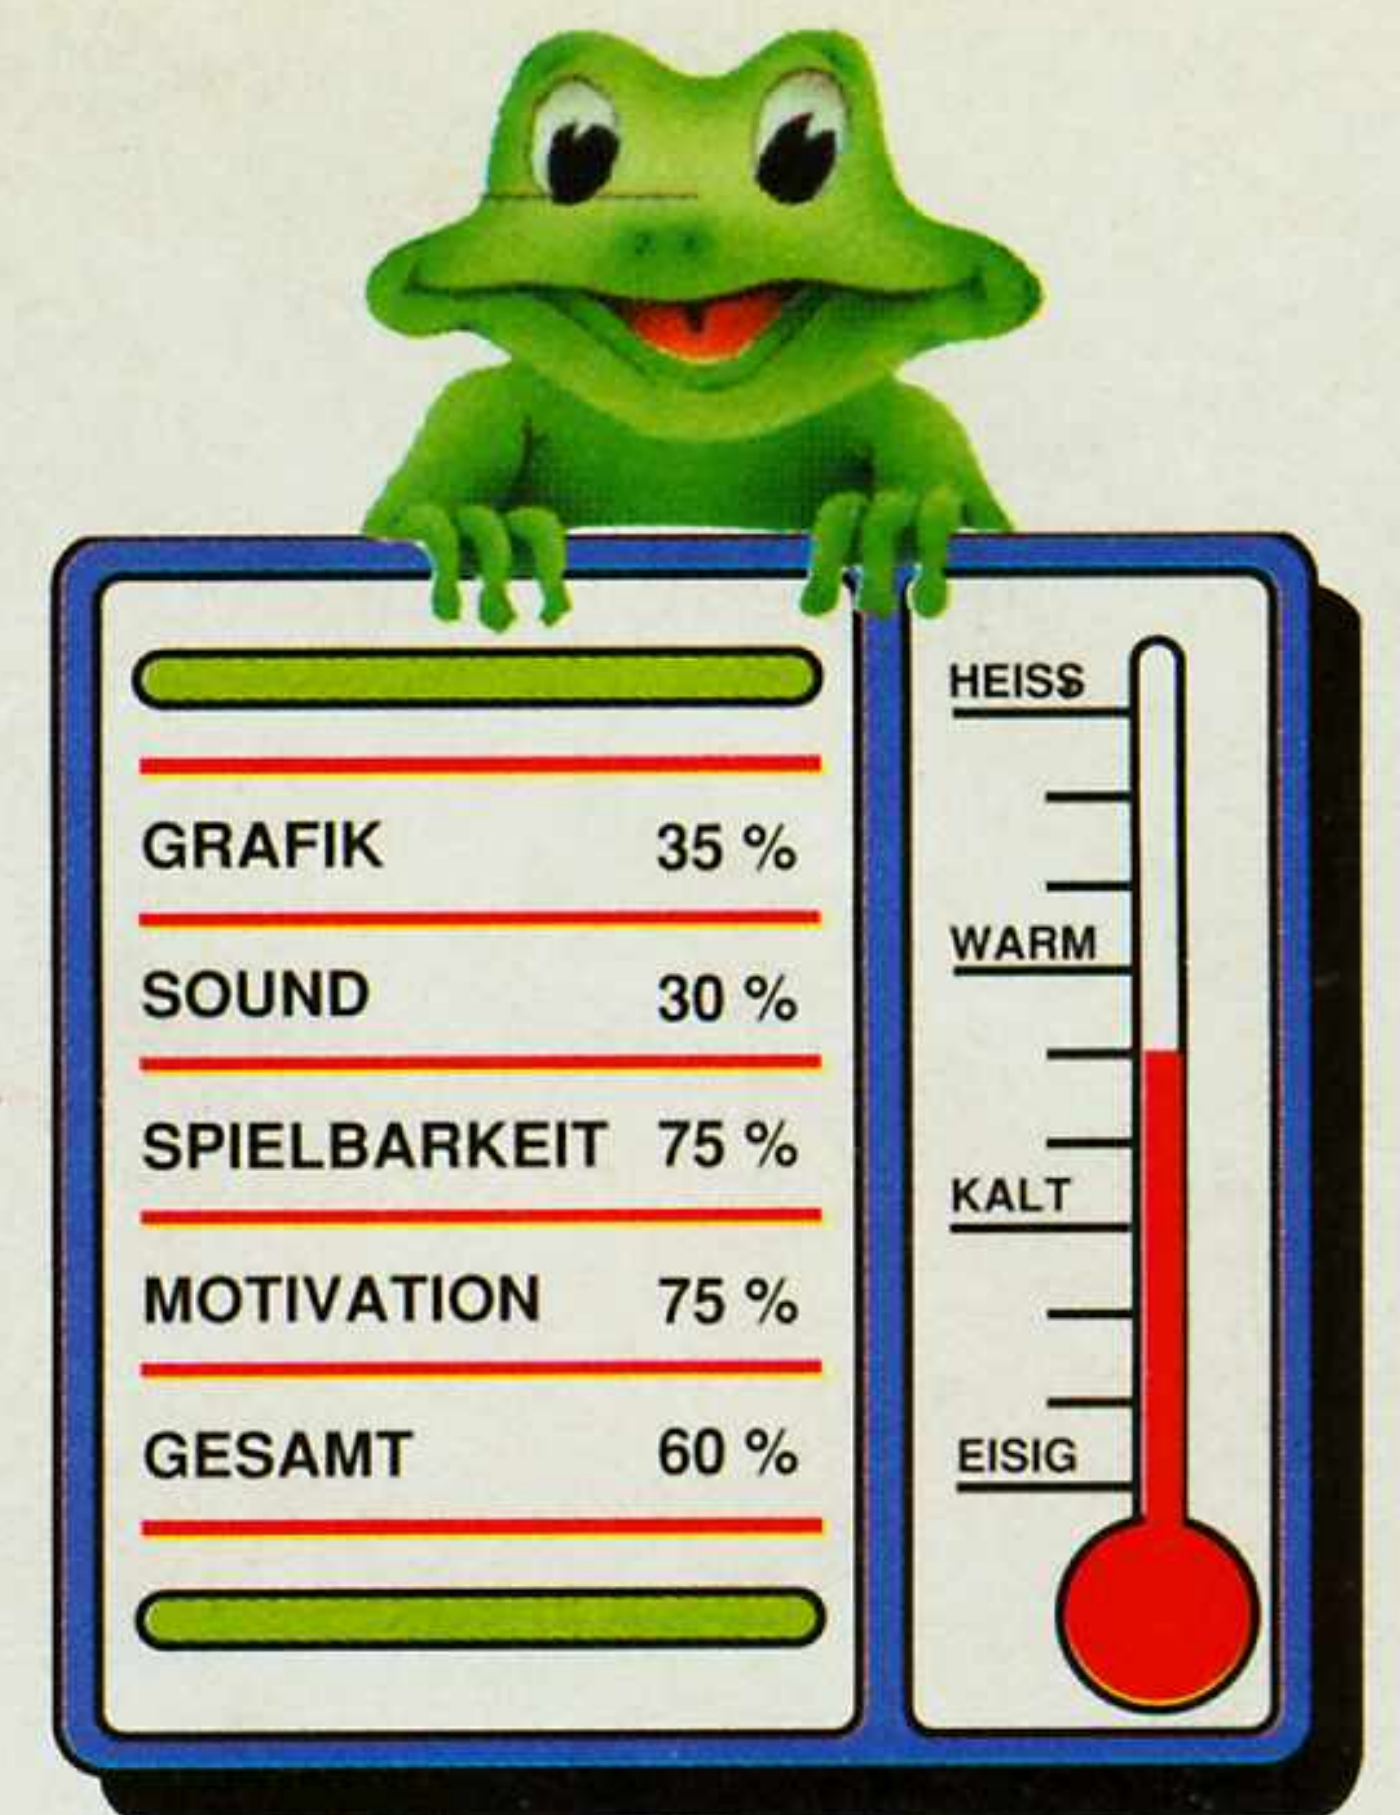 GRAFIK 35 %
SOUND 30 %
SPIELBARKEIT 75 %
MOTIVATION 75 %
GESAMT 60 %
HEISS
WARM
KALT
EISIG